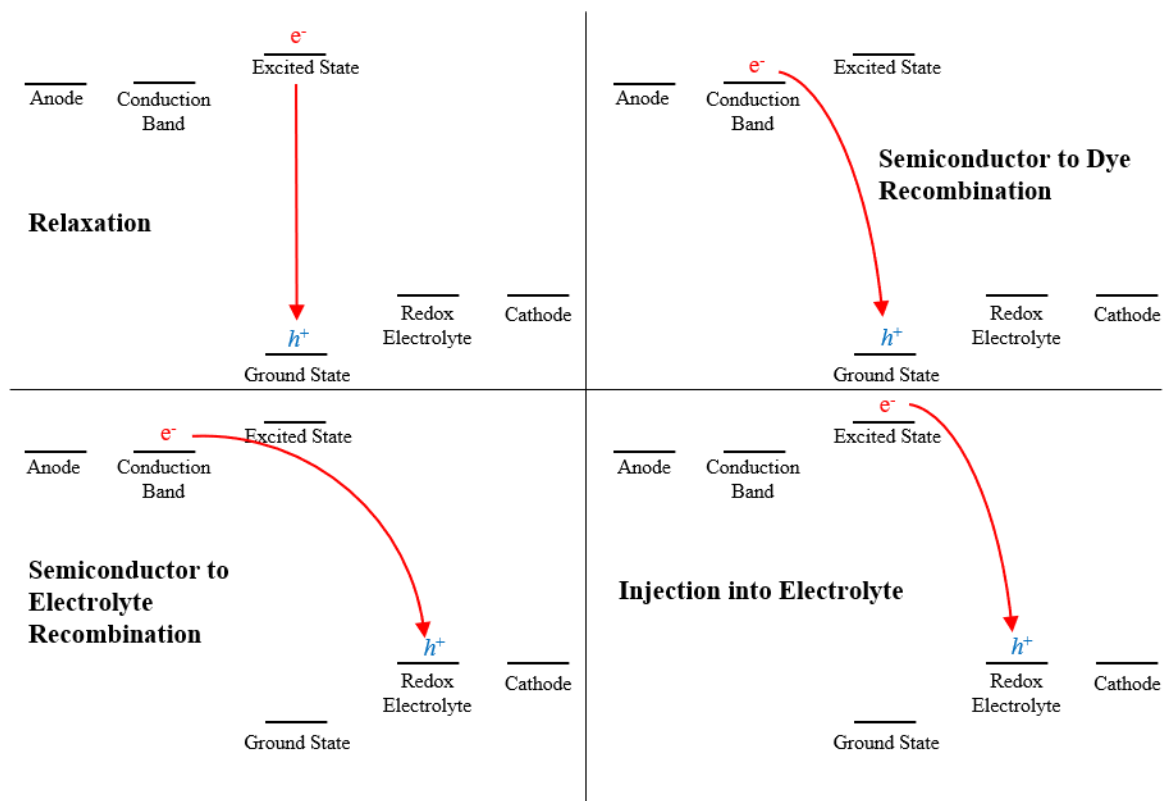 e-
Excited State
Anode
Conduction
Band
Relaxation
Redox
Electrolyte
Cathode
h+
Ground State
e-
Excited State
Anode
Conduction
Band
Semiconductor to Dye
Recombination
Redox
Electrolyte
Cathode
h+
Ground State
e-
Excited State
Anode
Conduction
Band
Semiconductor to
Electrolyte
Recombination
h+
Redox
Electrolyte
Cathode
Ground State
e-
Excited State
Anode
Conduction
Band
Injection into Electrolyte
h+
Redox
Electrolyte
Cathode
Ground State